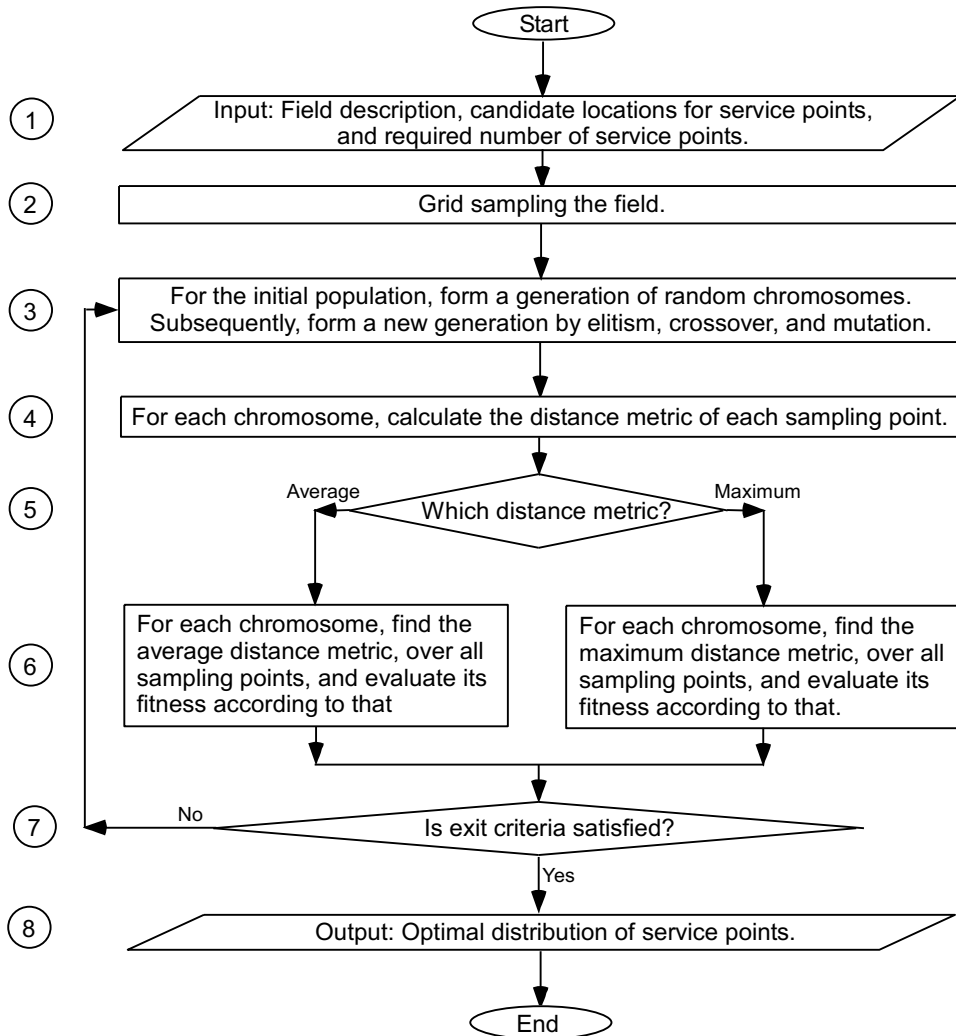 Start
1
Input: Field description, candidate locations for service points,
and required number of service points.
2
Grid sampling the field.
3
For the initial population, form a generation of random chromosomes.
Subsequently, form a new generation by elitism, crossover, and mutation.
4
For each chromosome, calculate the distance metric of each sampling point.
5
Average
Which distance metric?
Maximum
6
For each chromosome, find the
average distance metric, over all
sampling points, and evaluate its
fitness according to that
For each chromosome, find the
maximum distance metric, over all
sampling points, and evaluate its
fitness according to that.
7
No
Is exit criteria satisfied?
Yes
8
Output: Optimal distribution of service points.
End